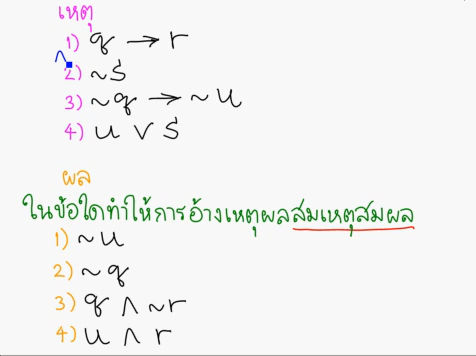 เหตุ
1) q → r
2) ~S
3) ~q → ~u
4) u ∨ S
ผล
ในข้อใดทำให้การอ้างเหตุผลสมเหตุสมผล
1) ~u
2) ~q
3) q ∧ ~r
4) u ∧ r